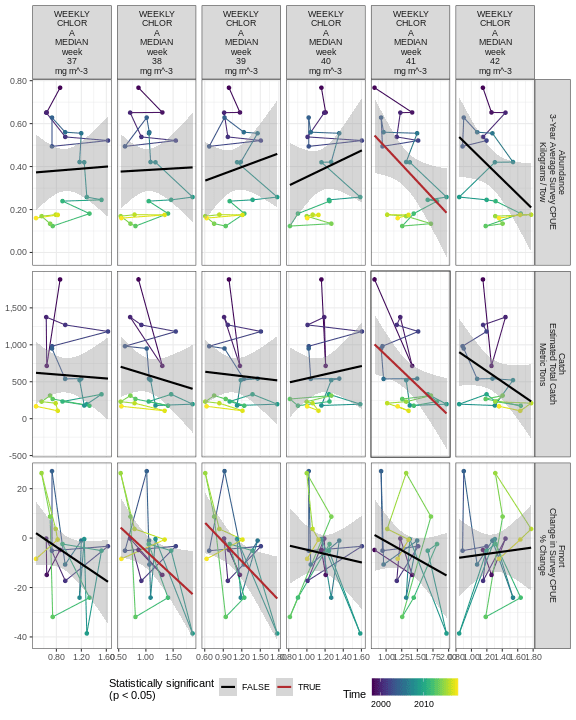 WEEKLY CHLOR A MEDIAN week 37 mg m^-3
WEEKLY CHLOR A MEDIAN week 38 mg m^-3
WEEKLY CHLOR A MEDIAN week 39 mg m^-3
WEEKLY CHLOR A MEDIAN week 40 mg m^-3
WEEKLY CHLOR A MEDIAN week 41 mg m^-3
WEEKLY CHLOR A MEDIAN week 42 mg m^-3
0.80
0.60
0.40
0.20
0.00
Abundance
3-Year Average Survey CPUE
Kilograms / Tow
1,500
1,000
500
0
-500
Catch
Estimated Total Catch
Metric Tons
20
0
-20
-40
Fmort
Change in Survey CPUE
% Change
0.80 1.20 1.60
0.50 1.00 1.50
0.60 0.90 1.20 1.50 1.80
0.80 1.00 1.20 1.40 1.60
1.00 1.25 1.50 1.75 2.00
0.80 1.00 1.20 1.40 1.60 1.80
Statistically significant
(p < 0.05)
FALSE
TRUE
Time
2000 2010